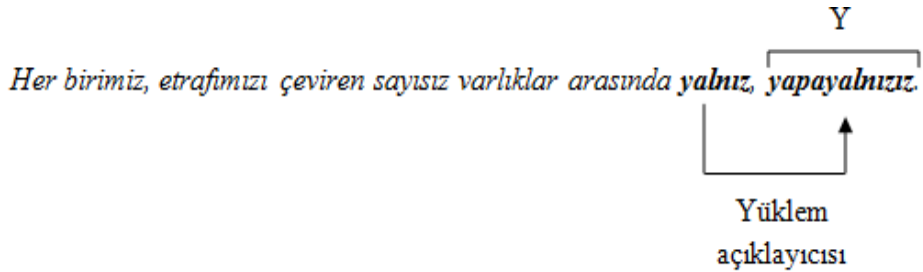 Y
Her birimiz, etrafımızı çeviren sayısız varlıklar arasında yalnız, yapayalnızız.
Yüklem
açıklayıcısı